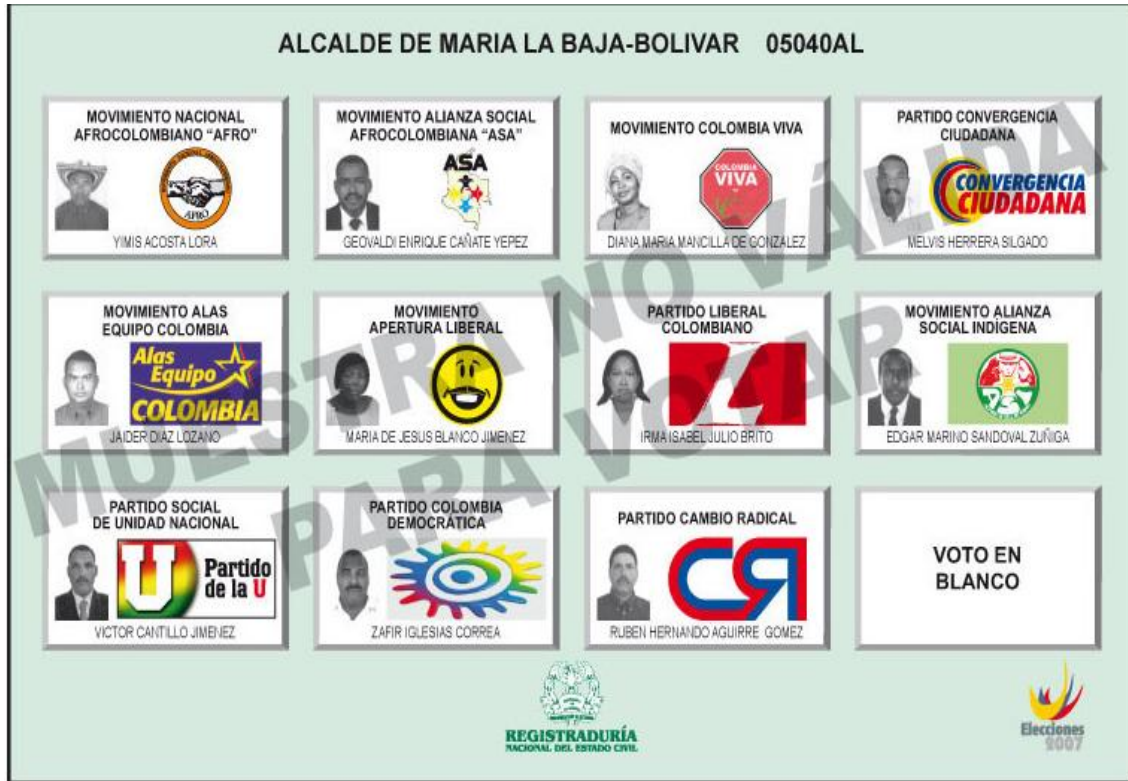 ALCALDE DE MARIA LA BAJA-BOLIVAR 05040AL
MOVIMIENTO NACIONAL
AFROCOLOMBIANO “AFRO”
AFRO
YIMIS ACOSTA LORA
MOVIMIENTO ALIANZA SOCIAL
AFROCOLOMBIANA “ASA”
ASA
GEOVALDI ENRIQUE CAÑATE YEPEZ
MOVIMIENTO COLOMBIA VIVA
COLOMBIA
VIVA
DIANA MARIA MANCILLA DE GONZALEZ
PARTIDO CONVERGENCIA
CIUDADANA
CONVERGENCIA
CIUDADANA
MELVIS HERRERA SILGADO
MOVIMIENTO ALAS
EQUIPO COLOMBIA
Alas
Equipo
COLOMBIA
JAIDER DIAZ LOZANO
MOVIMIENTO
APERTURA LIBERAL
MARIA DE JESUS BLANCO JIMENEZ
PARTIDO LIBERAL
COLOMBIANO
IRMA ISABEL JULIO BRITO
MOVIMIENTO ALIANZA
SOCIAL INDÍGENA
EDGAR MARINO SANDOVAL ZUÑIGA
PARTIDO SOCIAL
DE UNIDAD NACIONAL
U Partido
de la U
VICTOR CANTILLO JIMENEZ
PARTIDO COLOMBIA
DEMOCRÁTICA
ZAFIR IGLESIAS CORREA
PARTIDO CAMBIO RADICAL
CR
RUBEN HERNANDO AGUIRRE GOMEZ
VOTO EN
BLANCO
MUESTRA NO VÁLIDA
PARA VOTAR
REGISTRADURÍA
NACIONAL DEL ESTADO CIVIL
Elecciones
2007